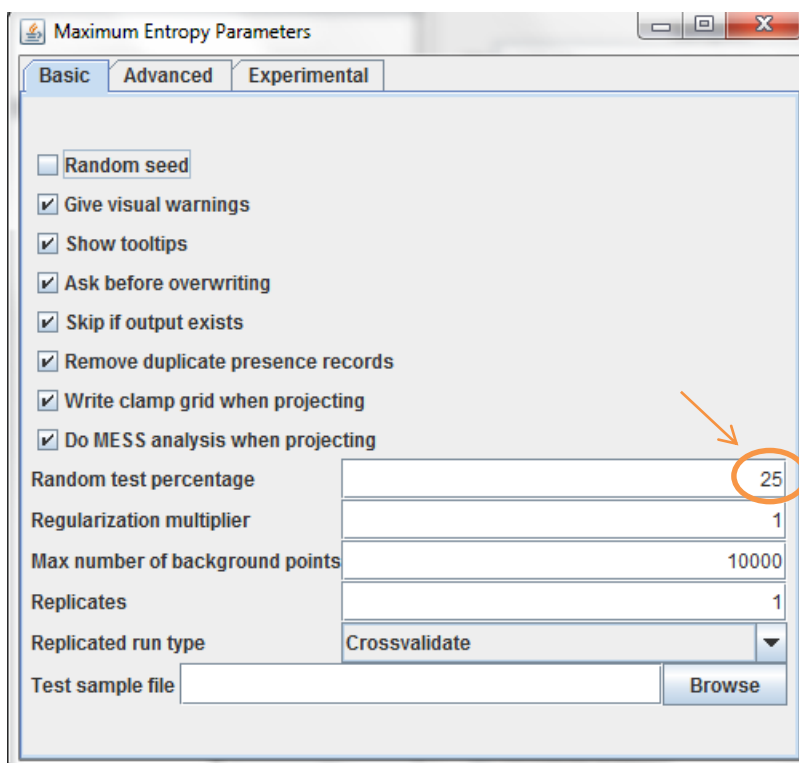 Maximum Entropy Parameters
Basic Advanced Experimental
Random seed
Give visual warnings
Show tooltips
Ask before overwriting
Skip if output exists
Remove duplicate presence records
Write clamp grid when projecting
Do MESS analysis when projecting
Random test percentage 25
Regularization multiplier 1
Max number of background points 10000
Replicates 1
Replicated run type Crossvalidate
Test sample file Browse